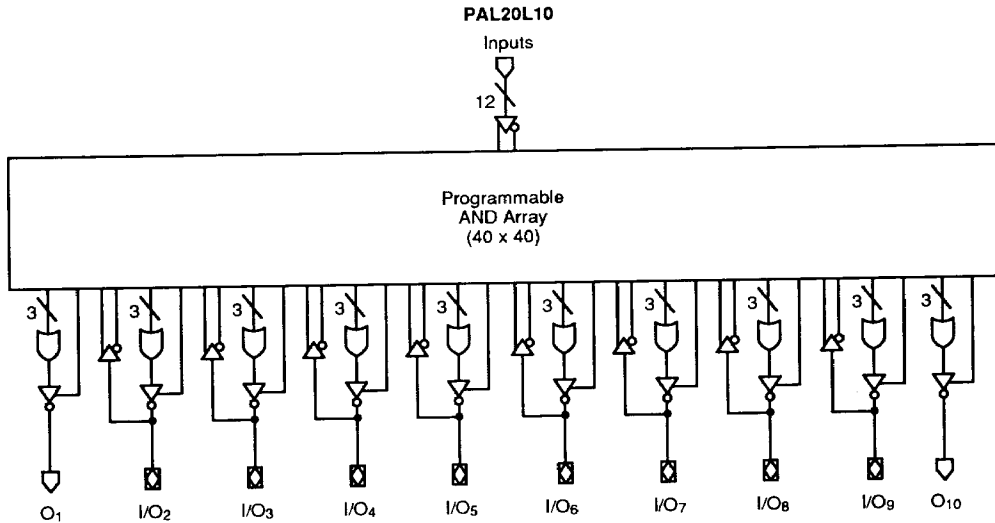 PAL20L10
Inputs
12
Programmable
AND Array
(40 x 40)
3 3 3 3 3 3 3 3 3 3
O1 I/O2 I/O3 I/O4 I/O5 I/O6 I/O7 I/O8 I/O9 O10